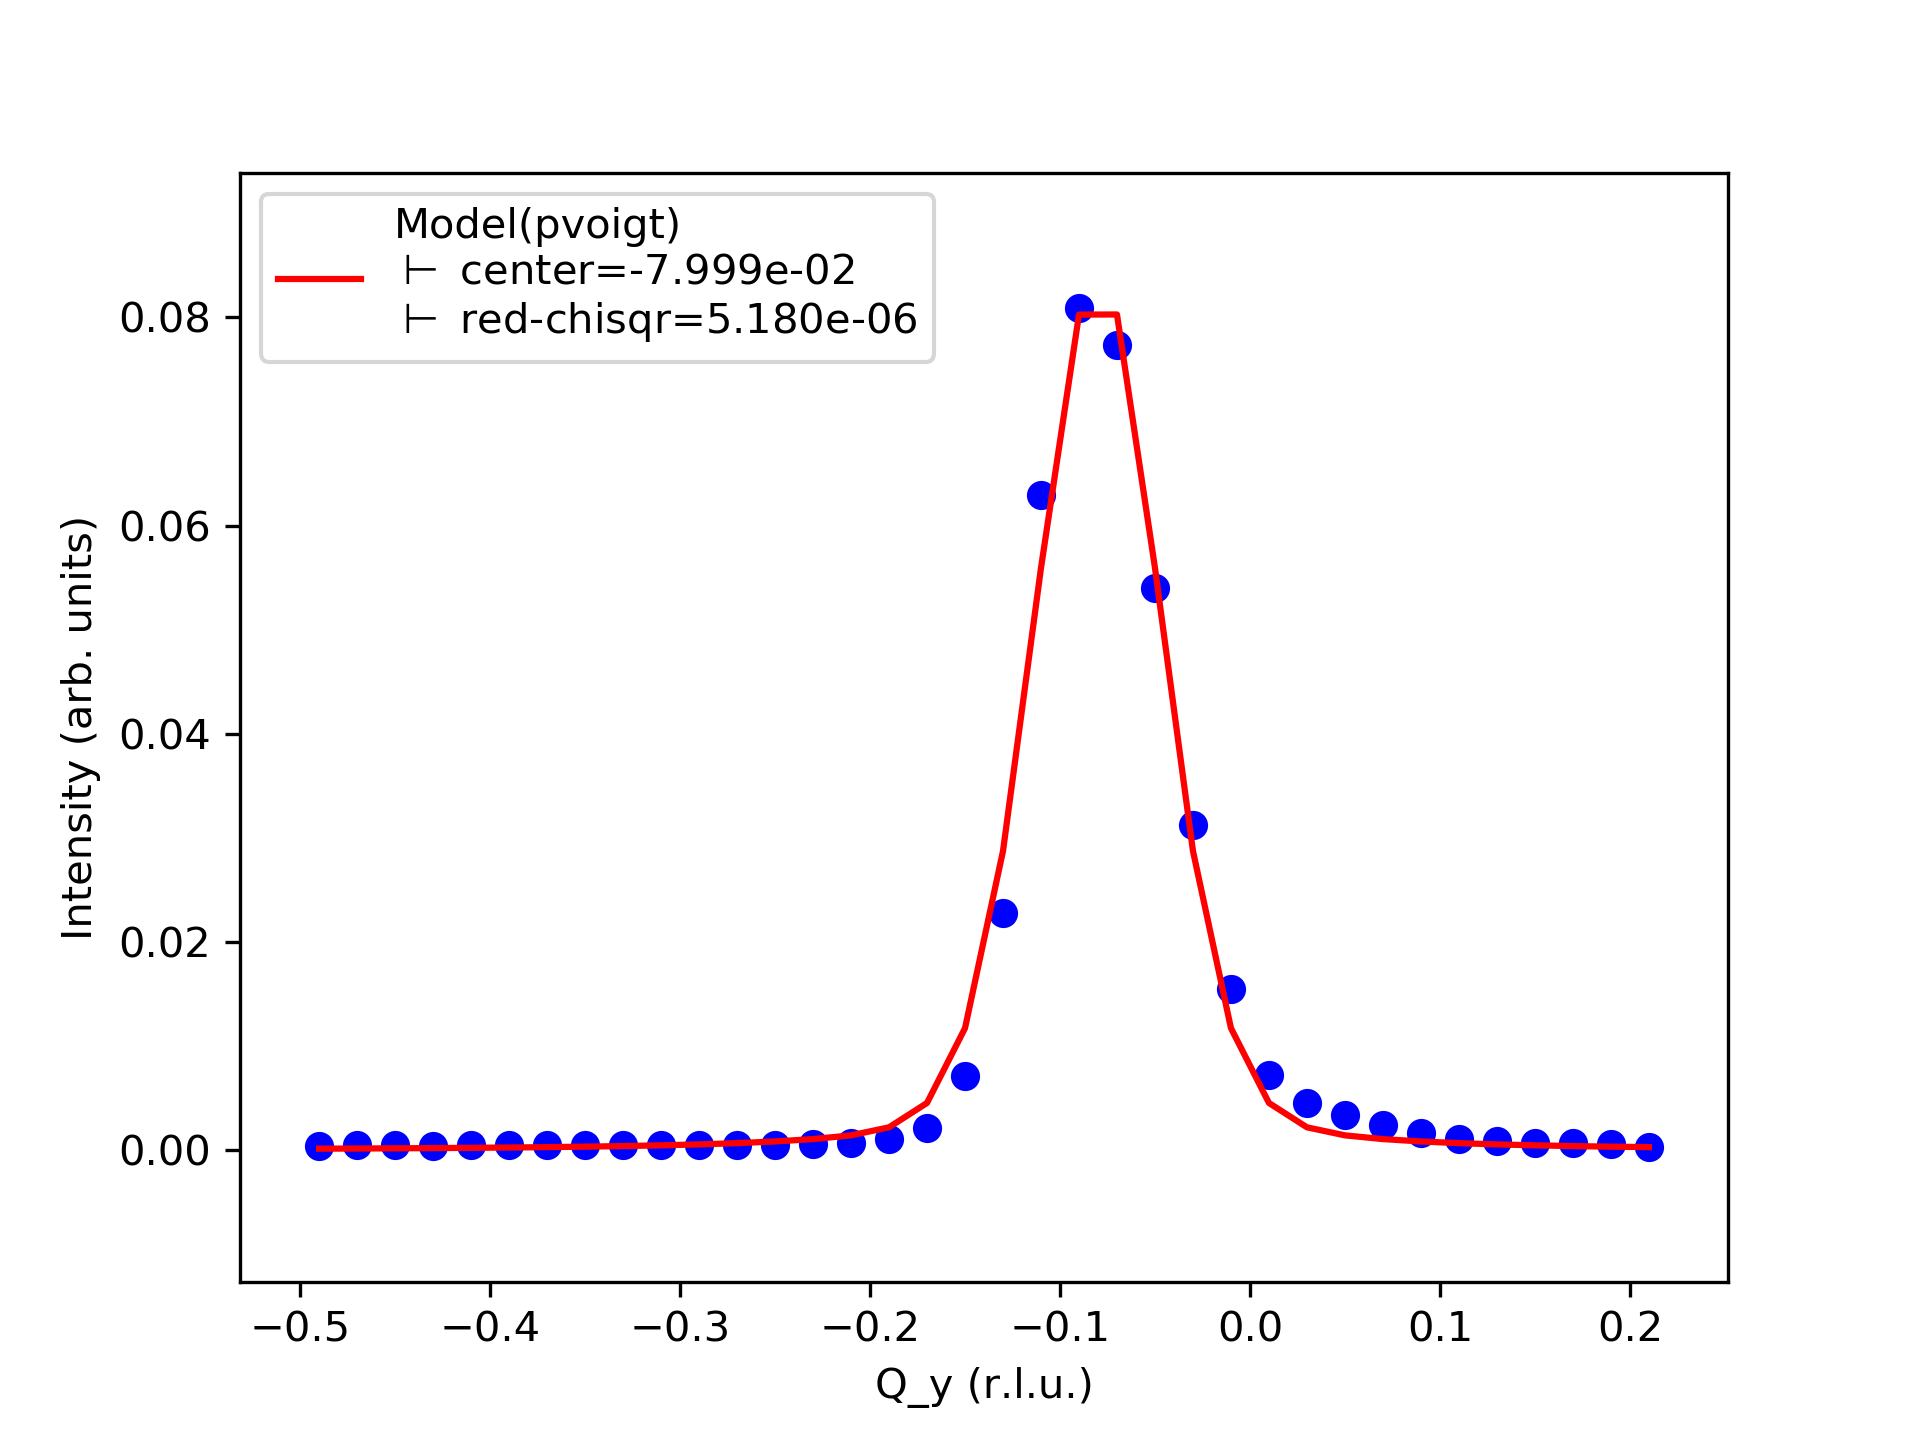 Model(pvoigt)
⊢ center=-7.999e-02
⊢ red-chisqr=5.180e-06
0.08
0.06
0.04
0.02
0.00
Intensity (arb. units)
−0.5 −0.4 −0.3 −0.2 −0.1 0.0 0.1 0.2
Q_y (r.l.u.)